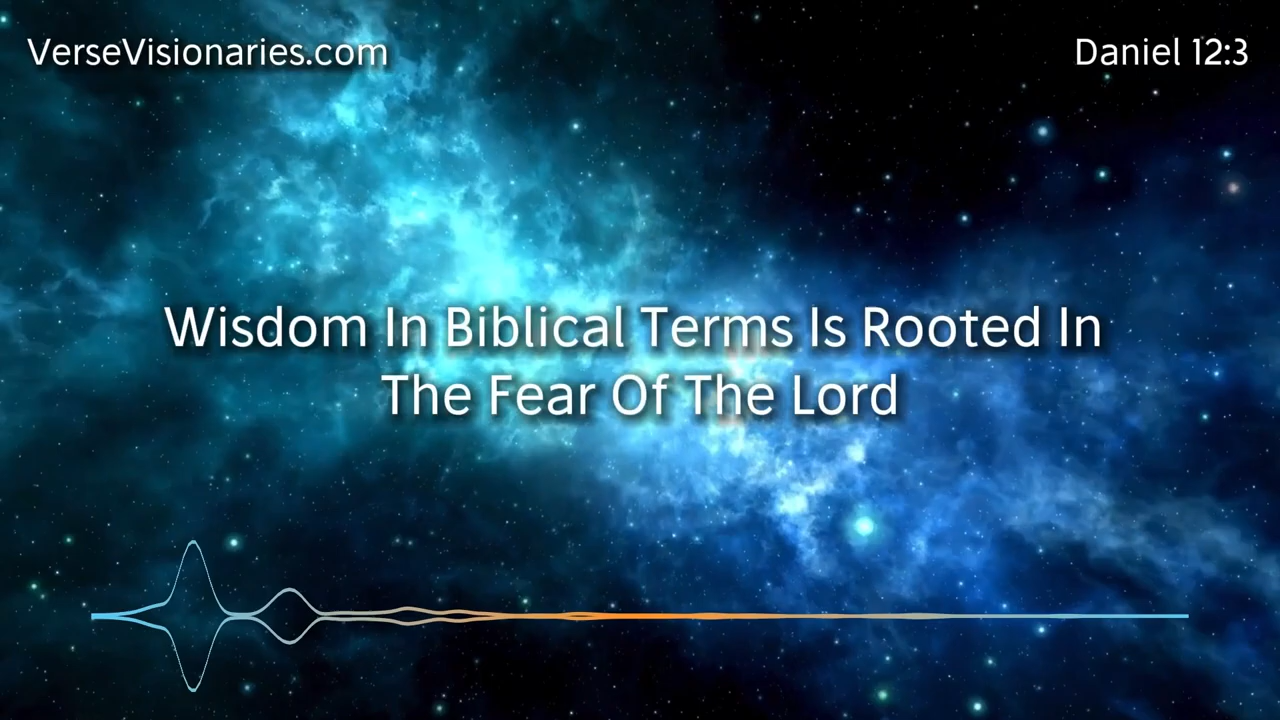 VerseVisionaries.com
Daniel 12:3
Wisdom In Biblical Terms Is Rooted In
The Fear Of The Lord